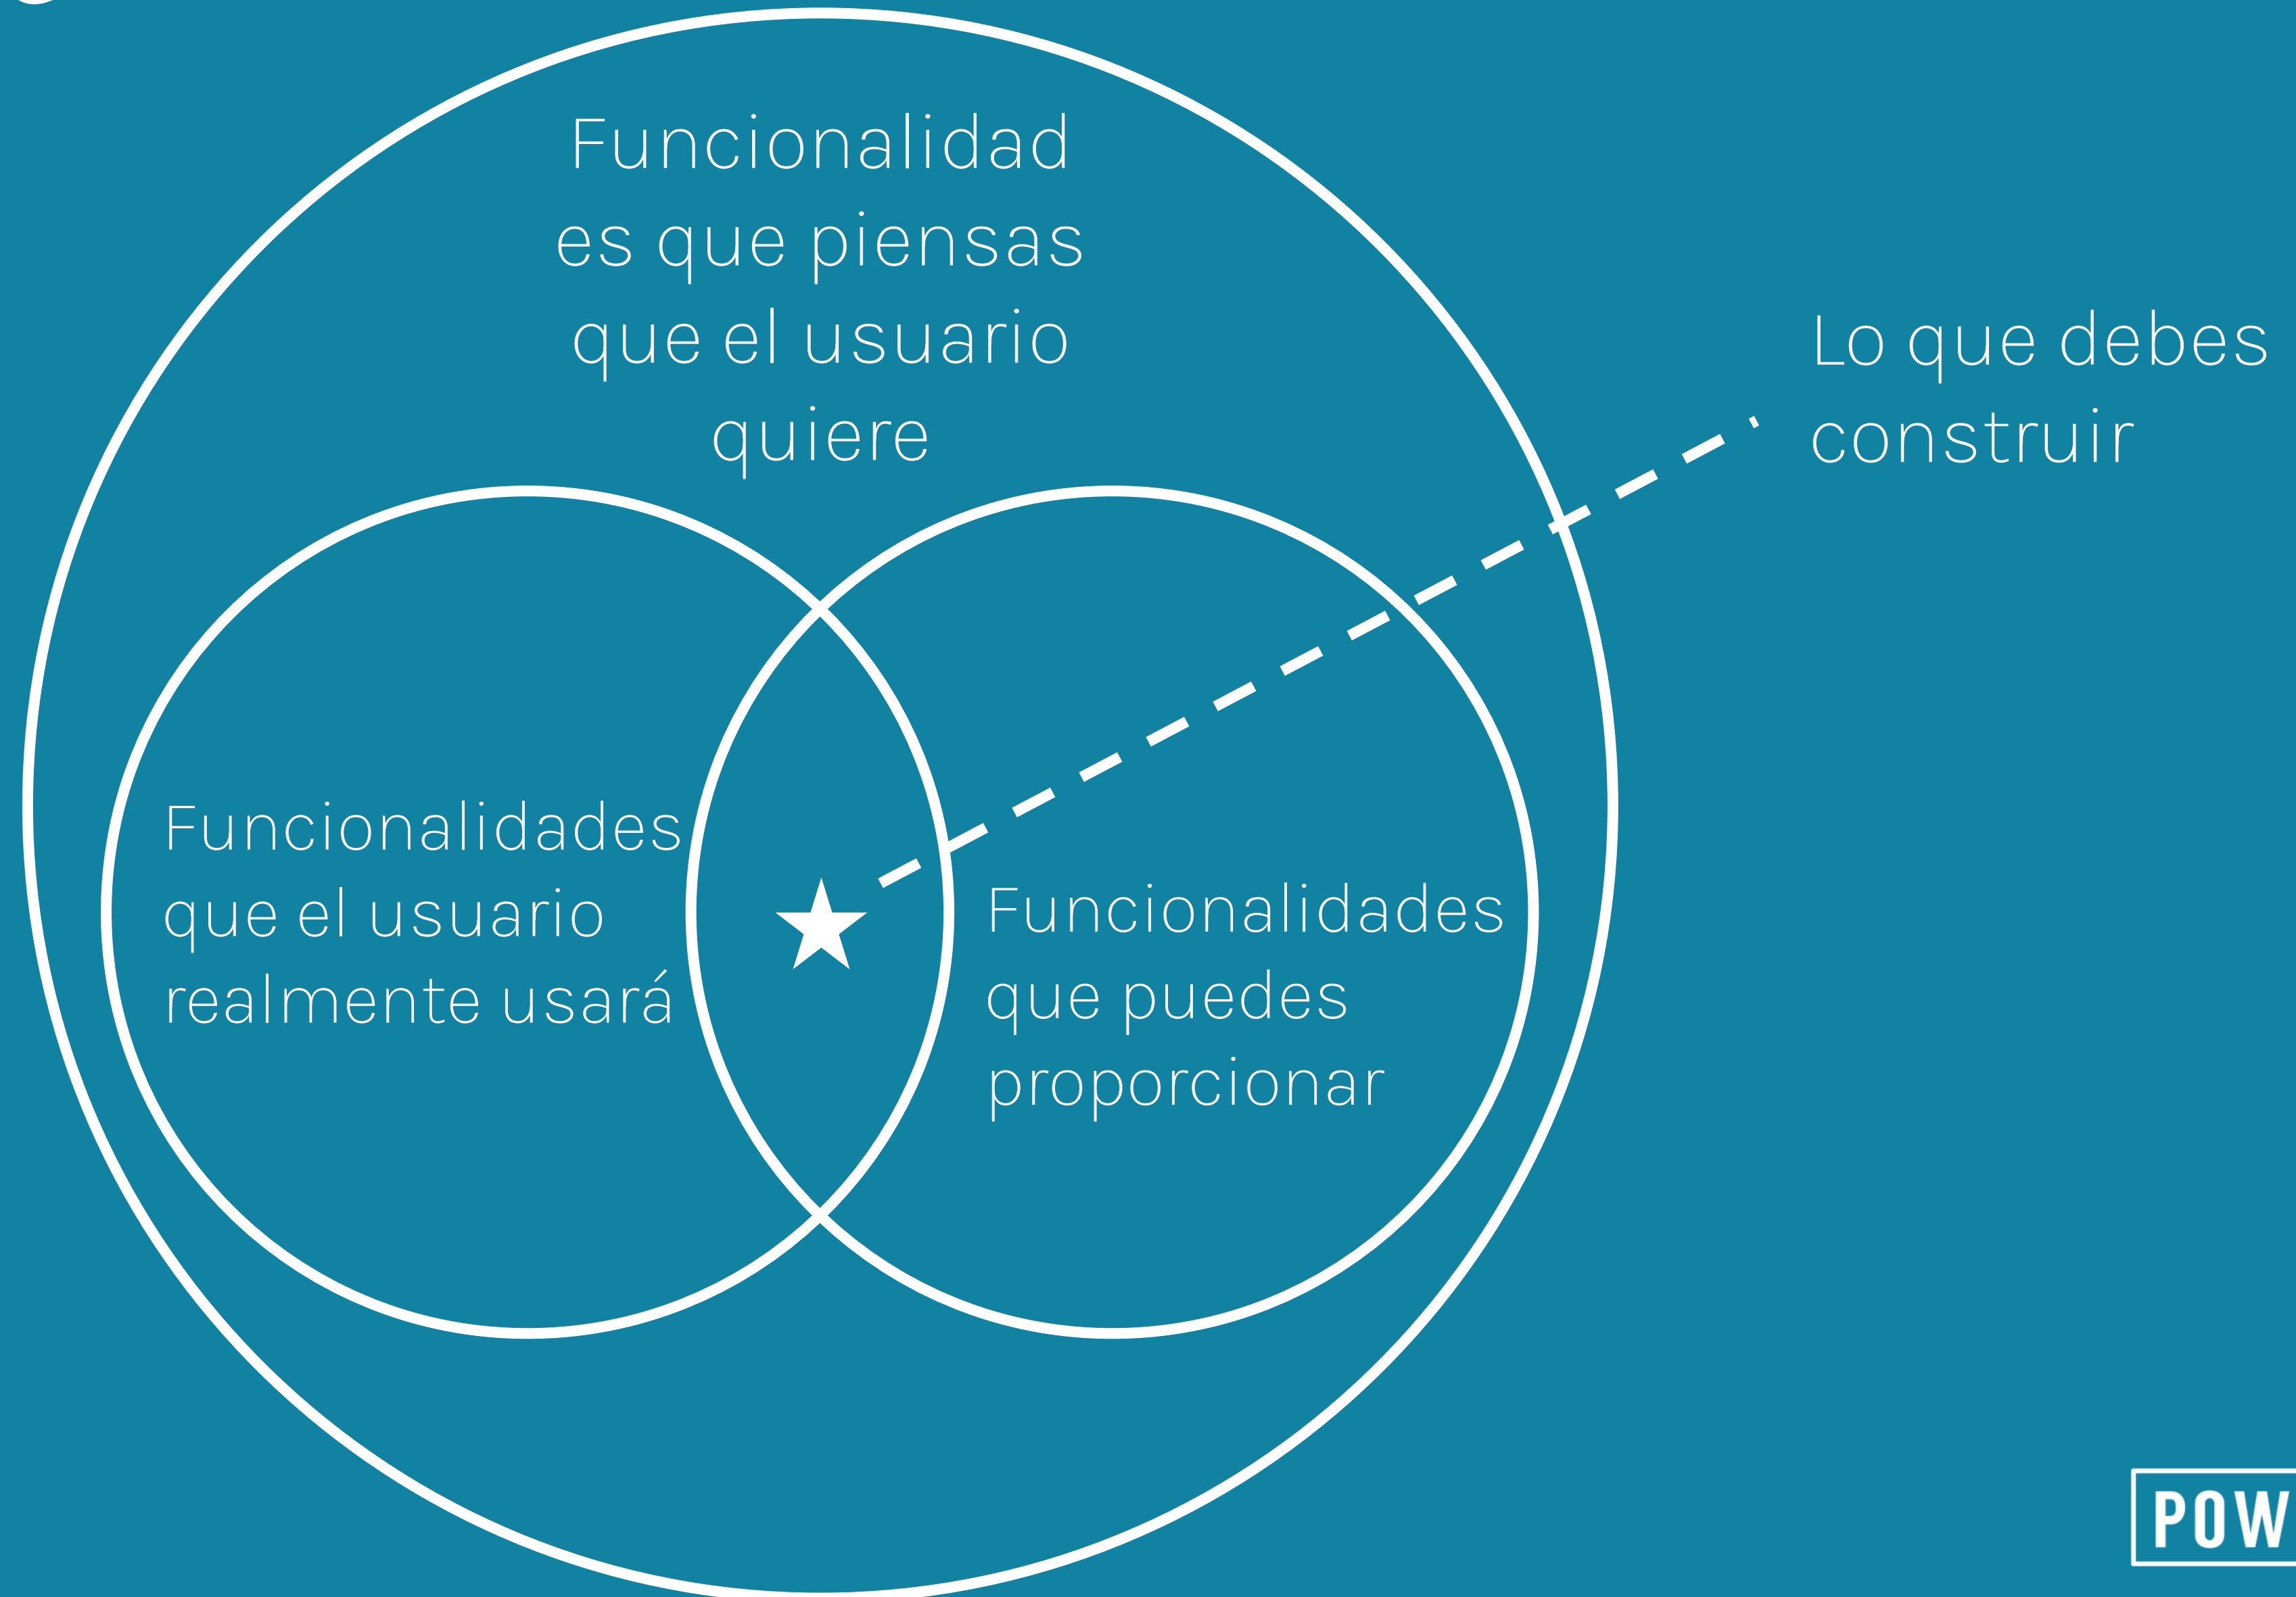 Funcionalidad
es que piensas
que el usuario
quiere
Lo que debes
construir
Funcionalidades
que el usuario
realmente usará
Funcionalidades
que puedes
proporcionar
POW